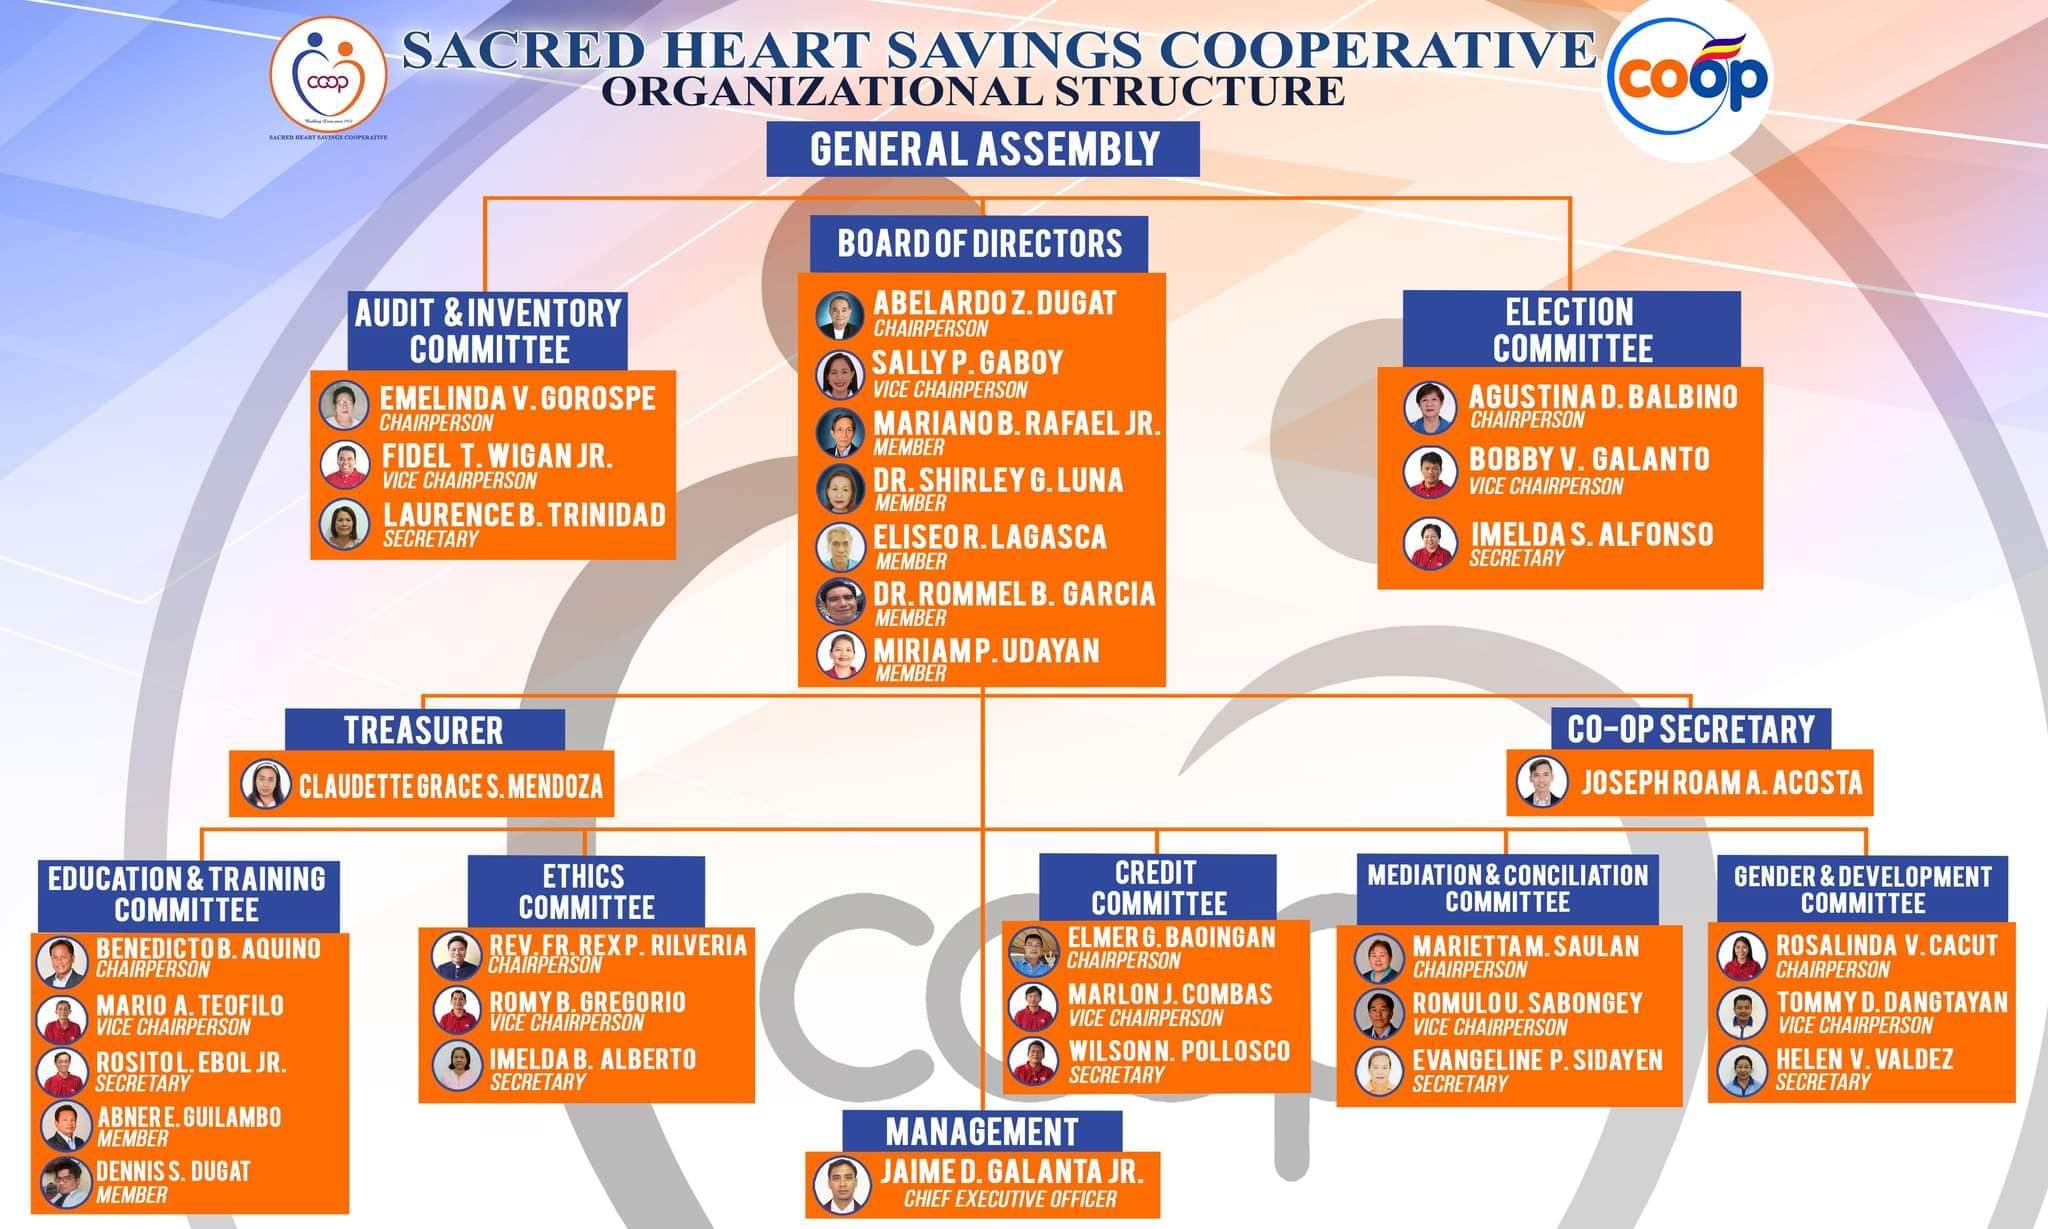 coop
Building Lives since 1972
SACRED HEART SAVINGS COOPERATIVE
SACRED HEART SAVINGS COOPERATIVE
ORGANIZATIONAL STRUCTURE
coop
GENERAL ASSEMBLY
AUDIT & INVENTORY
COMMITTEE
EMELINDA V. GOROSPE
CHAIRPERSON
FIDEL T. WIGAN JR.
VICE CHAIRPERSON
LAURENCE B. TRINIDAD
SECRETARY
BOARD OF DIRECTORS
ABELARDO Z. DUGAT
CHAIRPERSON
SALLY P. GABOY
VICE CHAIRPERSON
MARIANO B. RAFAEL JR.
MEMBER
DR. SHIRLEY G. LUNA
MEMBER
ELISEO R. LAGASCA
MEMBER
DR. ROMMEL B. GARCIA
MEMBER
MIRIAM P. UDAYAN
MEMBER
ELECTION
COMMITTEE
AGUSTINA D. BALBINO
CHAIRPERSON
BOBBY V. GALANTO
VICE CHAIRPERSON
IMELDA S. ALFONSO
SECRETARY
TREASURER
CLAUDETTE GRACE S. MENDOZA
CO-OP SECRETARY
JOSEPH ROAM A. ACOSTA
EDUCATION & TRAINING
COMMITTEE
BENEDICTO B. AQUINO
CHAIRPERSON
MARIO A. TEOFILO
VICE CHAIRPERSON
ROSITO L. EBOL JR.
SECRETARY
ABNER E. GUILAMBO
MEMBER
DENNIS S. DUGAT
MEMBER
ETHICS
COMMITTEE
REV. FR. REX P. RILVERIA
CHAIRPERSON
ROMY B. GREGORIO
VICE CHAIRPERSON
IMELDA B. ALBERTO
SECRETARY
CREDIT
COMMITTEE
ELMER G. BAOINGAN
CHAIRPERSON
MARLON J. COMBAS
VICE CHAIRPERSON
WILSON N. POLLOSCO
SECRETARY
MEDIATION & CONCILIATION
COMMITTEE
MARIETTA M. SAULAN
CHAIRPERSON
ROMULO U. SABONGEY
VICE CHAIRPERSON
EVANGELINE P. SIDAYEN
SECRETARY
GENDER & DEVELOPMENT
COMMITTEE
ROSALINDA V. CACUT
CHAIRPERSON
TOMMY D. DANGTAYAN
VICE CHAIRPERSON
HELEN V. VALDEZ
SECRETARY
coop
MANAGEMENT
JAIME D. GALANTA JR.
CHIEF EXECUTIVE OFFICER